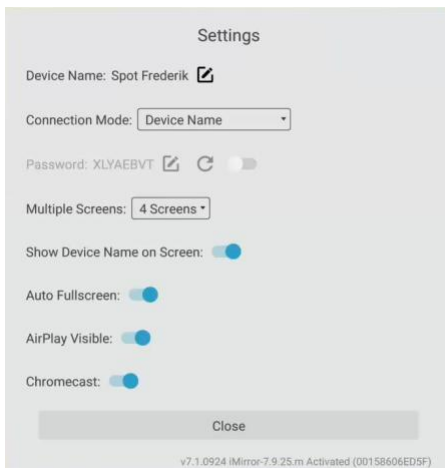 Settings
Device Name: Spot Frederik
Connection Mode: Device Name
Password: XLYAEBVT
Multiple Screens: 4 Screens
Show Device Name on Screen:
Auto Fullscreen:
AirPlay Visible:
Chromecast:
Close
v7.1.0924 iMirror-7.9.25.m Activated (00158606ED5F)